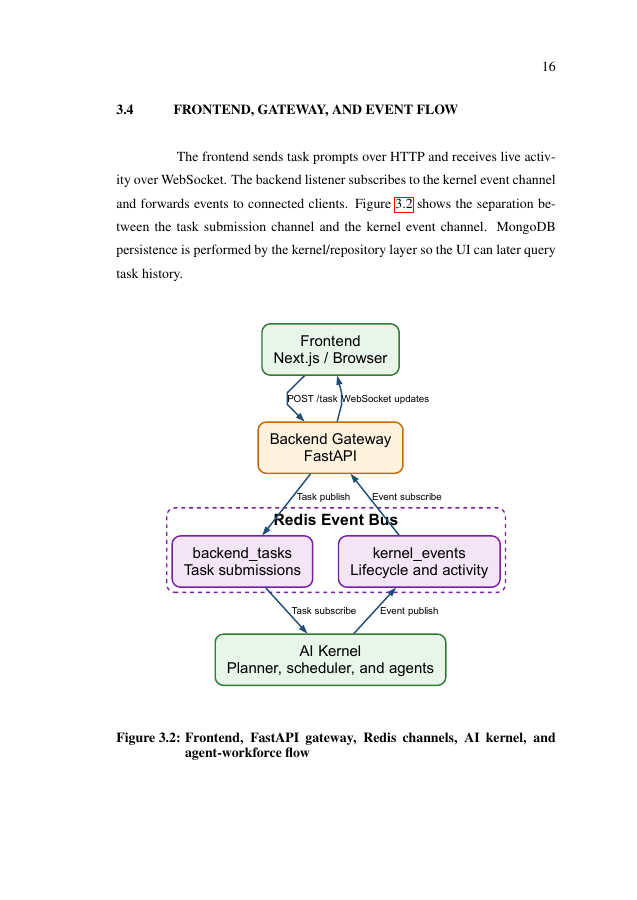 16
3.4 FRONTEND, GATEWAY, AND EVENT FLOW
The frontend sends task prompts over HTTP and receives live activ-
ity over WebSocket. The backend listener subscribes to the kernel event channel
and forwards events to connected clients. Figure 3.2 shows the separation be-
tween the task submission channel and the kernel event channel. MongoDB
persistence is performed by the kernel/repository layer so the UI can later query
task history.
Frontend
Next.js / Browser
POST /task WebSocket updates
Backend Gateway
FastAPI
Task publish Event subscribe
Redis Event Bus
backend_tasks
Task submissions
kernel_events
Lifecycle and activity
Task subscribe Event publish
AI Kernel
Planner, scheduler, and agents
Figure 3.2: Frontend, FastAPI gateway, Redis channels, AI kernel, and
agent-workforce flow